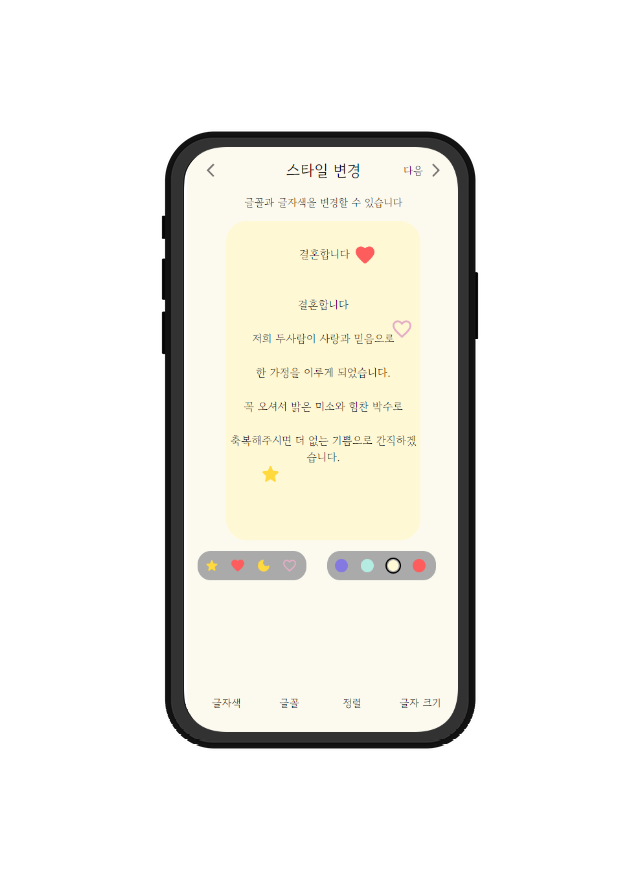 스타일 변경
다음
글꼴과 글자색을 변경할 수 있습니다
결혼합니다
결혼합니다
저희 두사람이 사랑과 믿음으로
한 가정을 이루게 되었습니다.
꼭 오셔서 밝은 미소와 힘찬 박수로
축복해주시면 더 없는 기쁨으로 간직하겠
습니다.
글자색 글꼴 정렬 글자 크기